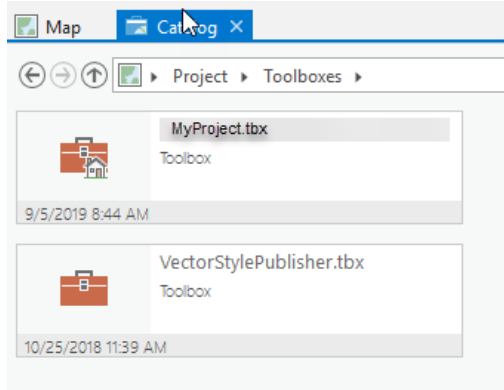 Map
Catalog
Project
Toolboxes
MyProject.tbx
Toolbox
9/5/2019 8:44 AM
VectorStylePublisher.tbx
Toolbox
10/25/2018 11:39 AM